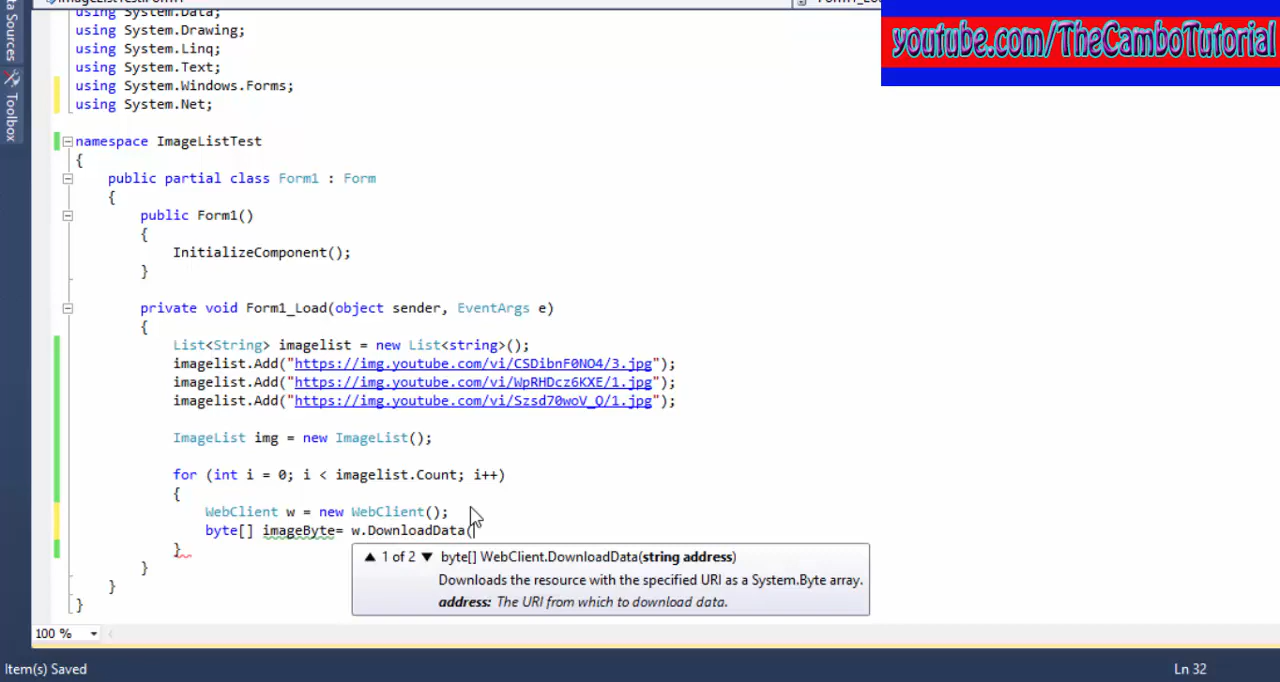 ta Sources
Toolbox
using System.Data;
using System.Drawing;
using System.Linq;
using System.Text;
using System.Windows.Forms;
using System.Net;
namespace ImageListTest
{
public partial class Form1 : Form
{
public Form1()
{
InitializeComponent();
}
private void Form1_Load(object sender, EventArgs e)
{
List<String> imagelist = new List<string>();
imagelist.Add("https://img.youtube.com/vi/CSDibnF0NO4/3.jpg");
imagelist.Add("https://img.youtube.com/vi/WpRHDcz6KXE/1.jpg");
imagelist.Add("https://img.youtube.com/vi/Szsd70woV_Q/1.jpg");
ImageList img = new ImageList();
for (int i = 0; i < imagelist.Count; i++)
{
WebClient w = new WebClient();
byte[] imageByte= w.DownloadData(
}
}
}
}
▲ 1 of 2 ▼ byte[] WebClient.DownloadData(string address)
Downloads the resource with the specified URI as a System.Byte array.
address: The URI from which to download data.
100 %
Item(s) Saved
Ln 32
youtube.com/TheCamboTutorial